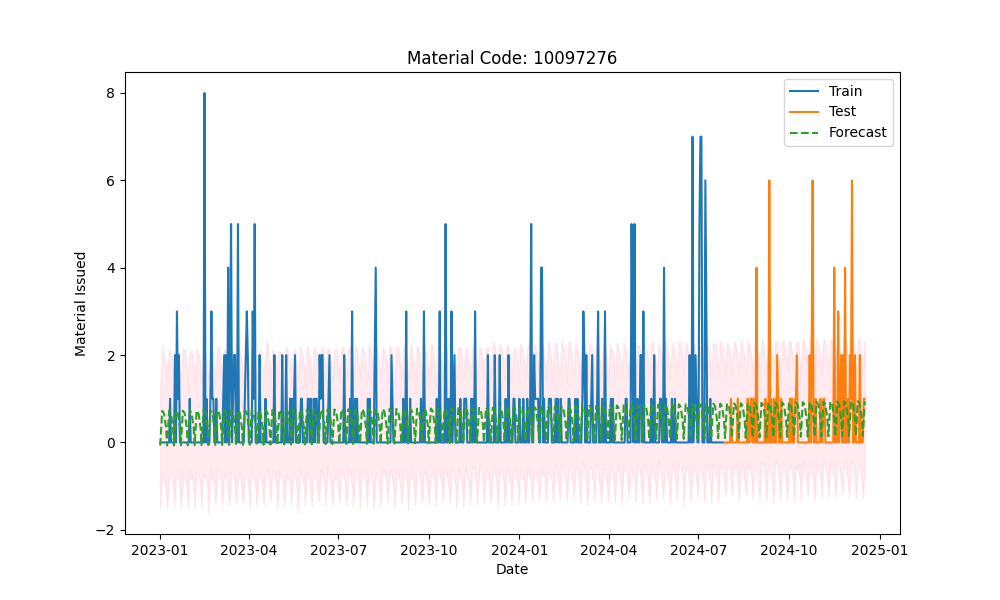 Material Code: 10097276
Train
Test
Forecast
Material Issued
8
6
4
2
0
−2
2023-01 2023-04 2023-07 2023-10 2024-01 2024-04 2024-07 2024-10 2025-01
Date